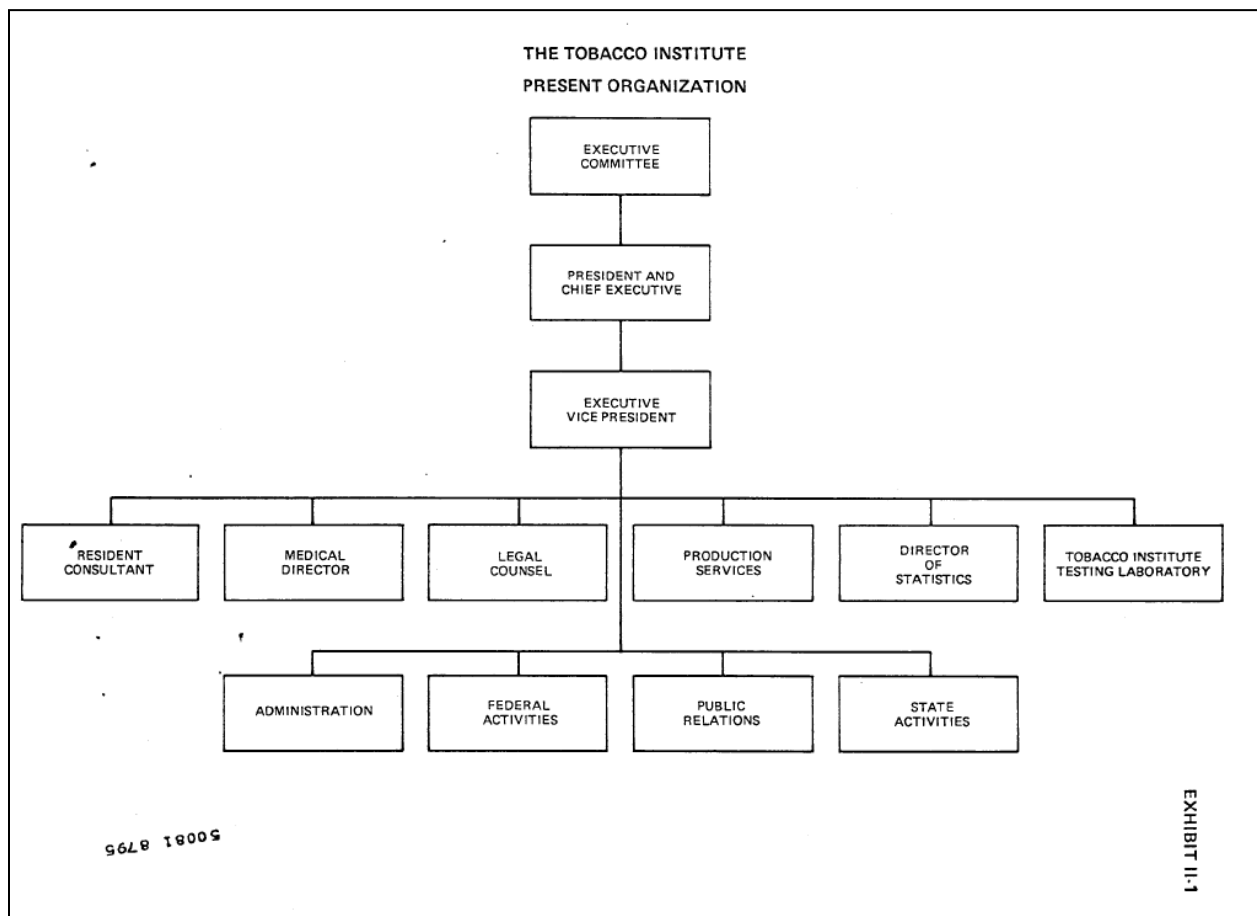 THE TOBACCO INSTITUTE
PRESENT ORGANIZATION
EXECUTIVE
COMMITTEE
PRESIDENT AND
CHIEF EXECUTIVE
EXECUTIVE
VICE PRESIDENT
RESIDENT
CONSULTANT
MEDICAL
DIRECTOR
LEGAL
COUNSEL
PRODUCTION
SERVICES
DIRECTOR
OF
STATISTICS
TOBACCO INSTITUTE
TESTING LABORATORY
ADMINISTRATION
FEDERAL
ACTIVITIES
PUBLIC
RELATIONS
STATE
ACTIVITIES
50081 8795
EXHIBIT II-1